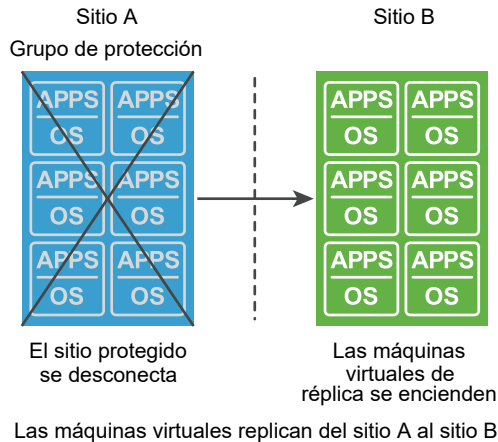 Sitio A
Sitio B
Grupo de protección
APPS APPS
OS OS
APPS APPS
OS OS
APPS APPS
OS OS
APPS APPS
OS OS
APPS APPS
OS OS
APPS APPS
OS OS
El sitio protegido
se desconecta
Las máquinas
virtuales de
réplica se encienden
Las máquinas virtuales replican del sitio A al sitio B